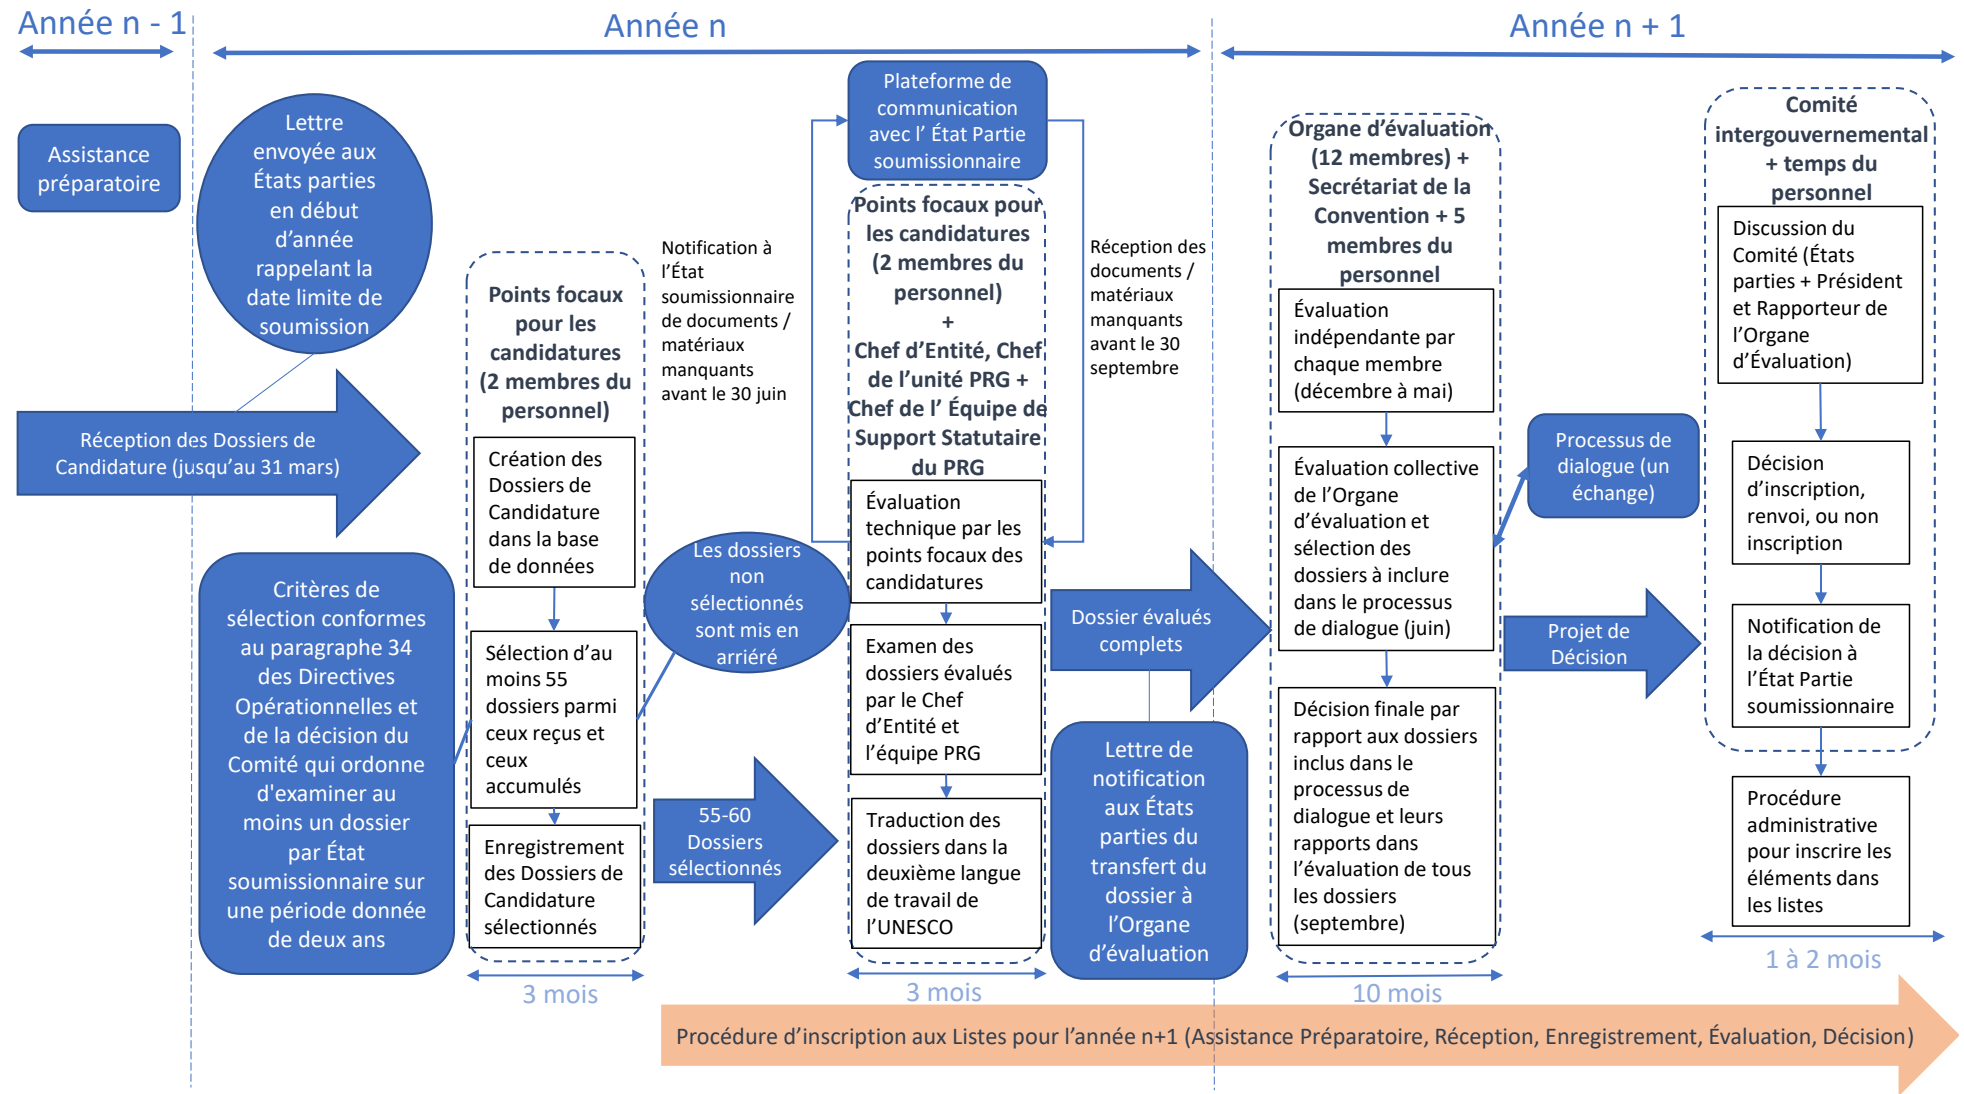 Année n - 1
Année n
Année n + 1
Assistance
préparatoire
Lettre
envoyée aux
États parties
en début
d'année
rappelant la
date limite de
soumission
Réception des Dossiers de
Candidature (jusqu'au 31 mars)
Critères de
sélection conformes
au paragraphe 34
des Directives
Opérationnelles et
de la décision du
Comité qui ordonne
d'examiner au
moins un dossier
par État
soumissionnaire sur
une période donnée
de deux ans
Points focaux
pour les
candidatures
(2 membres du
personnel)
Création des
Dossiers de
Candidature
dans la base
de données
Sélection d'au
moins 55
dossiers parmi
ceux reçus et
ceux
accumulés
Enregistrement
des Dossiers de
Candidature
sélectionnés
3 mois
Notification à
l'État
soumissionnaire
de documents /
matériaux
manquants
avant le 30 juin
Les dossiers
non
sélectionnés
sont mis en
arriéré
55-60
Dossiers
sélectionnés
Plateforme de
communication
avec l' État Partie
soumissionnaire
Points focaux pour
les candidatures
(2 membres du
personnel)
+
Chef d'Entité, Chef
de l'unité PRG +
Chef de l' Équipe de
Support Statutaire
du PRG
Évaluation
technique par les
points focaux des
candidatures
Examen des
dossiers évalués
par le Chef
d'Entité et
l'équipe PRG
Traduction des
dossiers dans la
deuxième langue
de travail de
l'UNESCO
3 mois
Réception des
documents /
matériaux
manquants
avant le 30
septembre
Dossier évalués
complets
Lettre de
notification
aux États
parties du
transfert du
dossier à
l'Organe
d'évaluation
Organe d'évaluation
(12 membres) +
Secrétariat de la
Convention + 5
membres du
personnel
Évaluation
indépendante par
chaque membre
(décembre à mai)
Évaluation collective
de l'Organe
d'évaluation et
sélection des
dossiers à inclure
dans le processus
de dialogue (juin)
Décision finale par
rapport aux dossiers
inclus dans le
processus de
dialogue et leurs
rapports dans
l'évaluation de tous
les dossiers
(septembre)
10 mois
Processus de
dialogue (un
échange)
Projet de
Décision
Comité
intergouvernemental
+ temps du
personnel
Discussion du
Comité (États
parties + Président
et Rapporteur de
l'Organe
d'Évaluation)
Décision
d'inscription,
renvoi, ou non
inscription
Notification de
la décision à
l'État Partie
soumissionnaire
Procédure
administrative
pour inscrire les
éléments dans
les listes
1 à 2 mois
Procédure d'inscription aux Listes pour l'année n+1 (Assistance Préparatoire, Réception, Enregistrement, Évaluation, Décision)